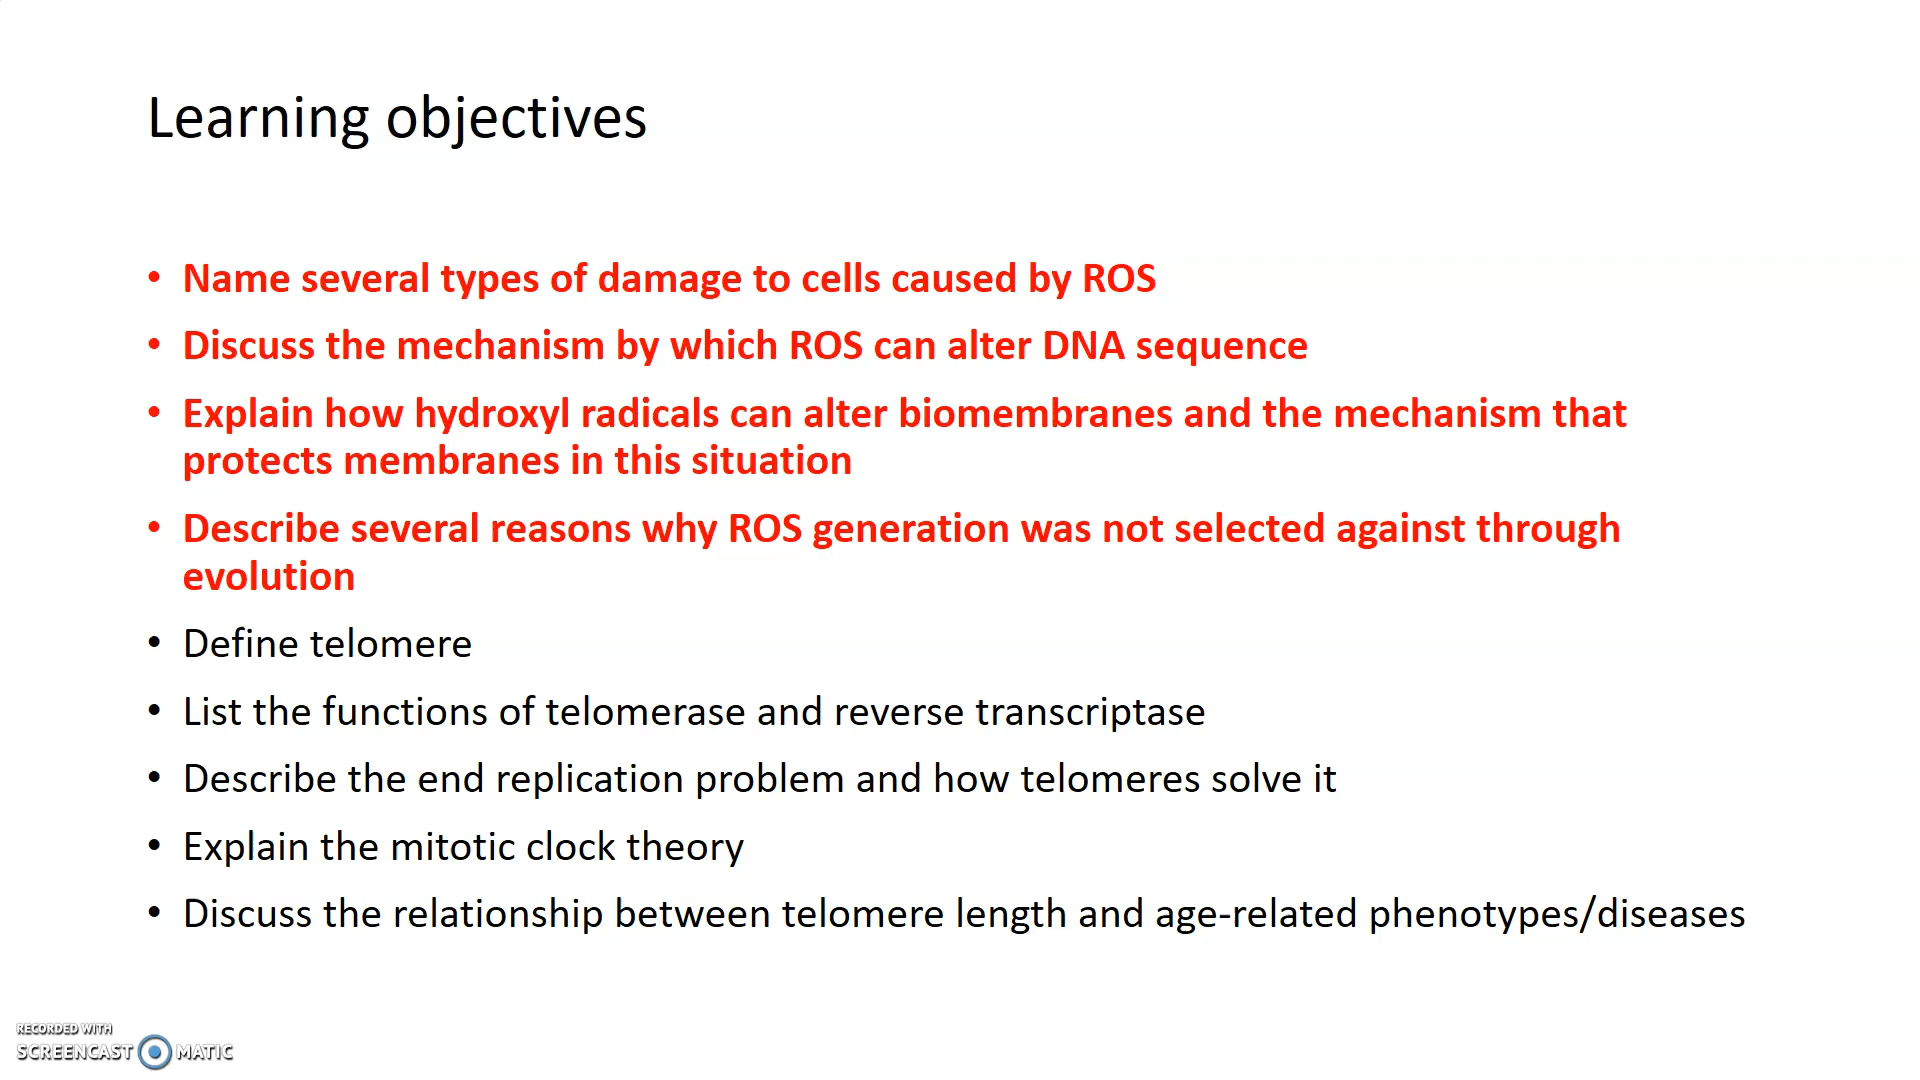 Learning objectives
• Name several types of damage to cells caused by ROS
• Discuss the mechanism by which ROS can alter DNA sequence
• Explain how hydroxyl radicals can alter biomembranes and the mechanism that
protects membranes in this situation
• Describe several reasons why ROS generation was not selected against through
evolution
• Define telomere
• List the functions of telomerase and reverse transcriptase
• Describe the end replication problem and how telomeres solve it
• Explain the mitotic clock theory
• Discuss the relationship between telomere length and age-related phenotypes/diseases
RECORDED WITH
SCREENCAST MATIC